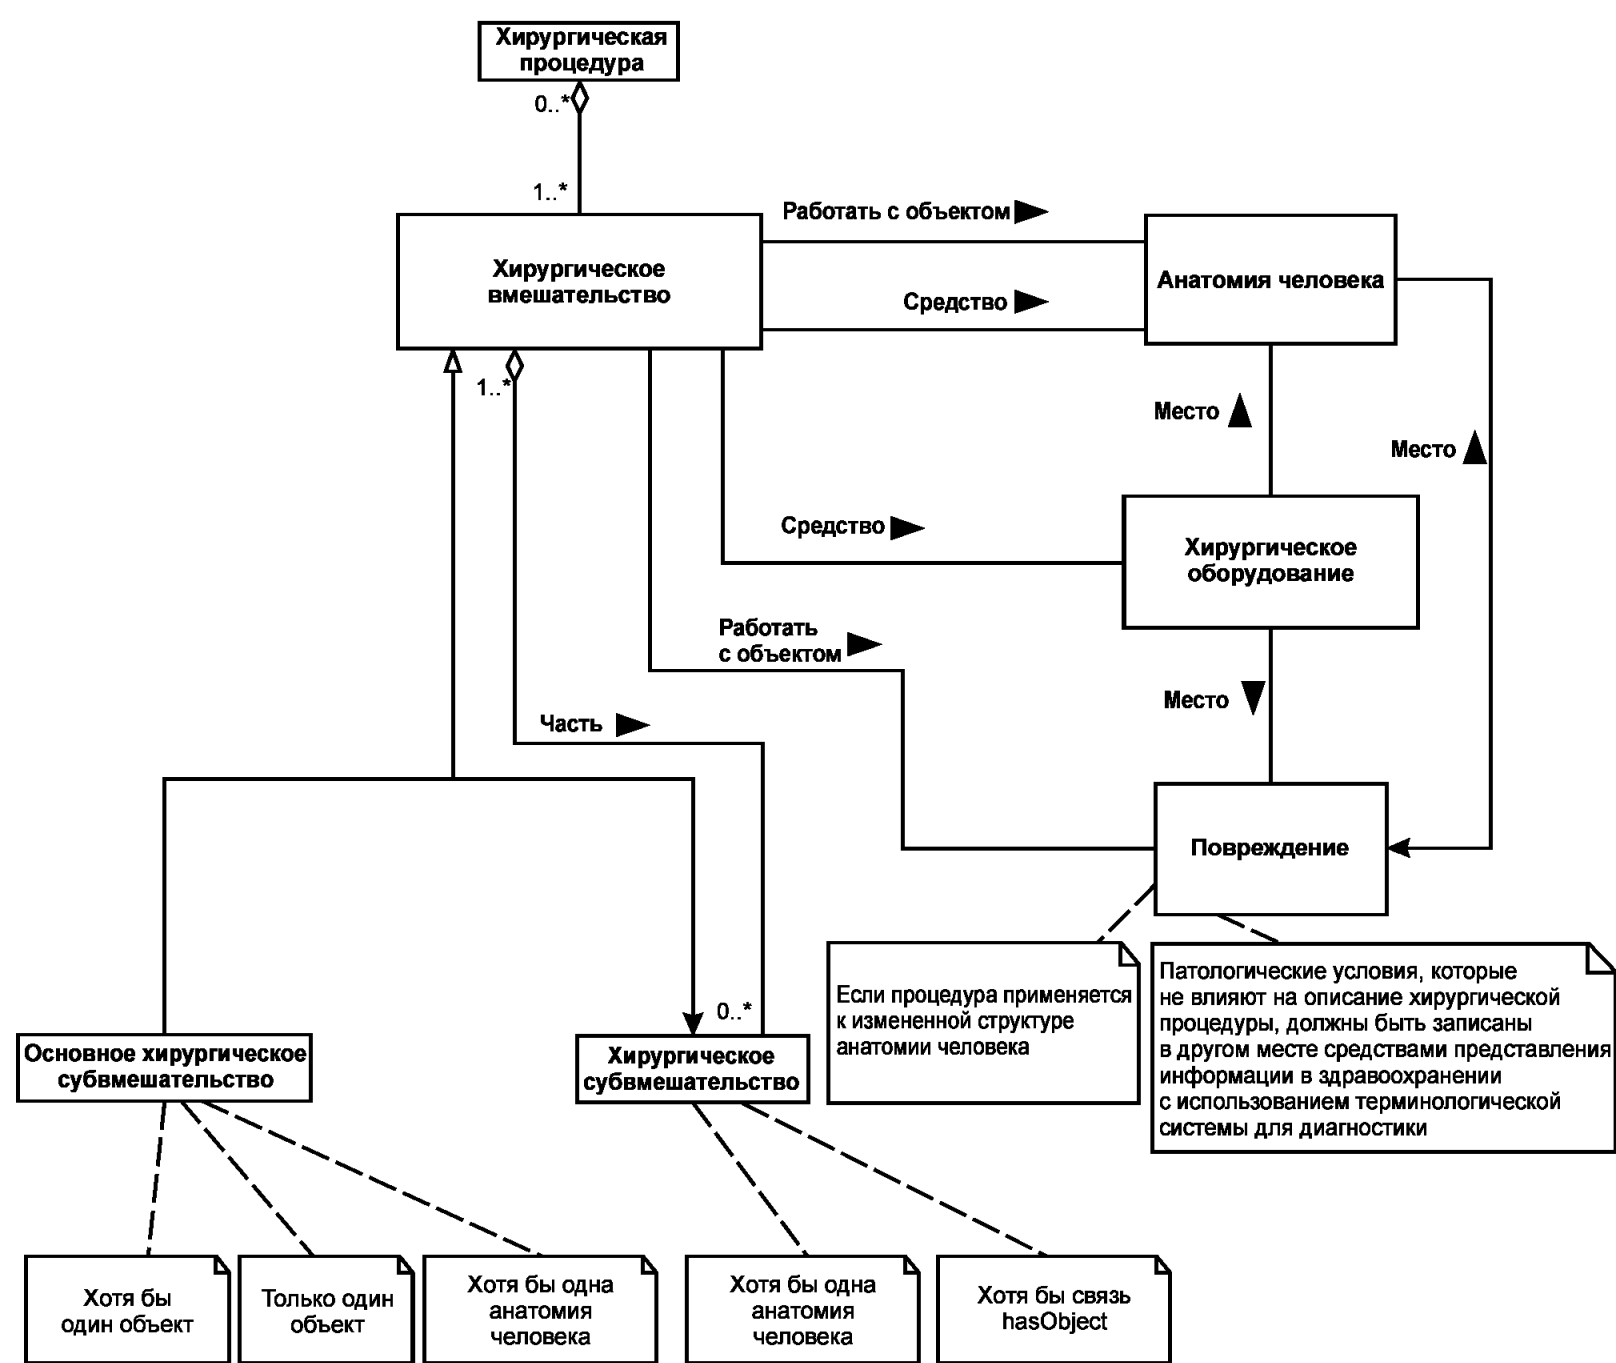 Хирургическая
процедура
0..*
1..*
Работать с объектом
Хирургическое
вмешательство
Анатомия человека
Средство
1..*
Место
Место
Средство
Хирургическое
оборудование
Работать
с объектом
Место
Часть
Повреждение
0..*
Если процедура применяется
к измененной структуре
анатомии человека
Патологические условия, которые
не влияют на описание хирургической
процедуры, должны быть записаны
в другом месте средствами представления
информации в здравоохранении
с использованием терминологической
системы для диагностики
Основное хирургическое
субвмешательство
Хирургическое
субвмешательство
Хотя бы
один объект
Только один
объект
Хотя бы одна
анатомия
человека
Хотя бы одна
анатомия
человека
Хотя бы связь
hasObject